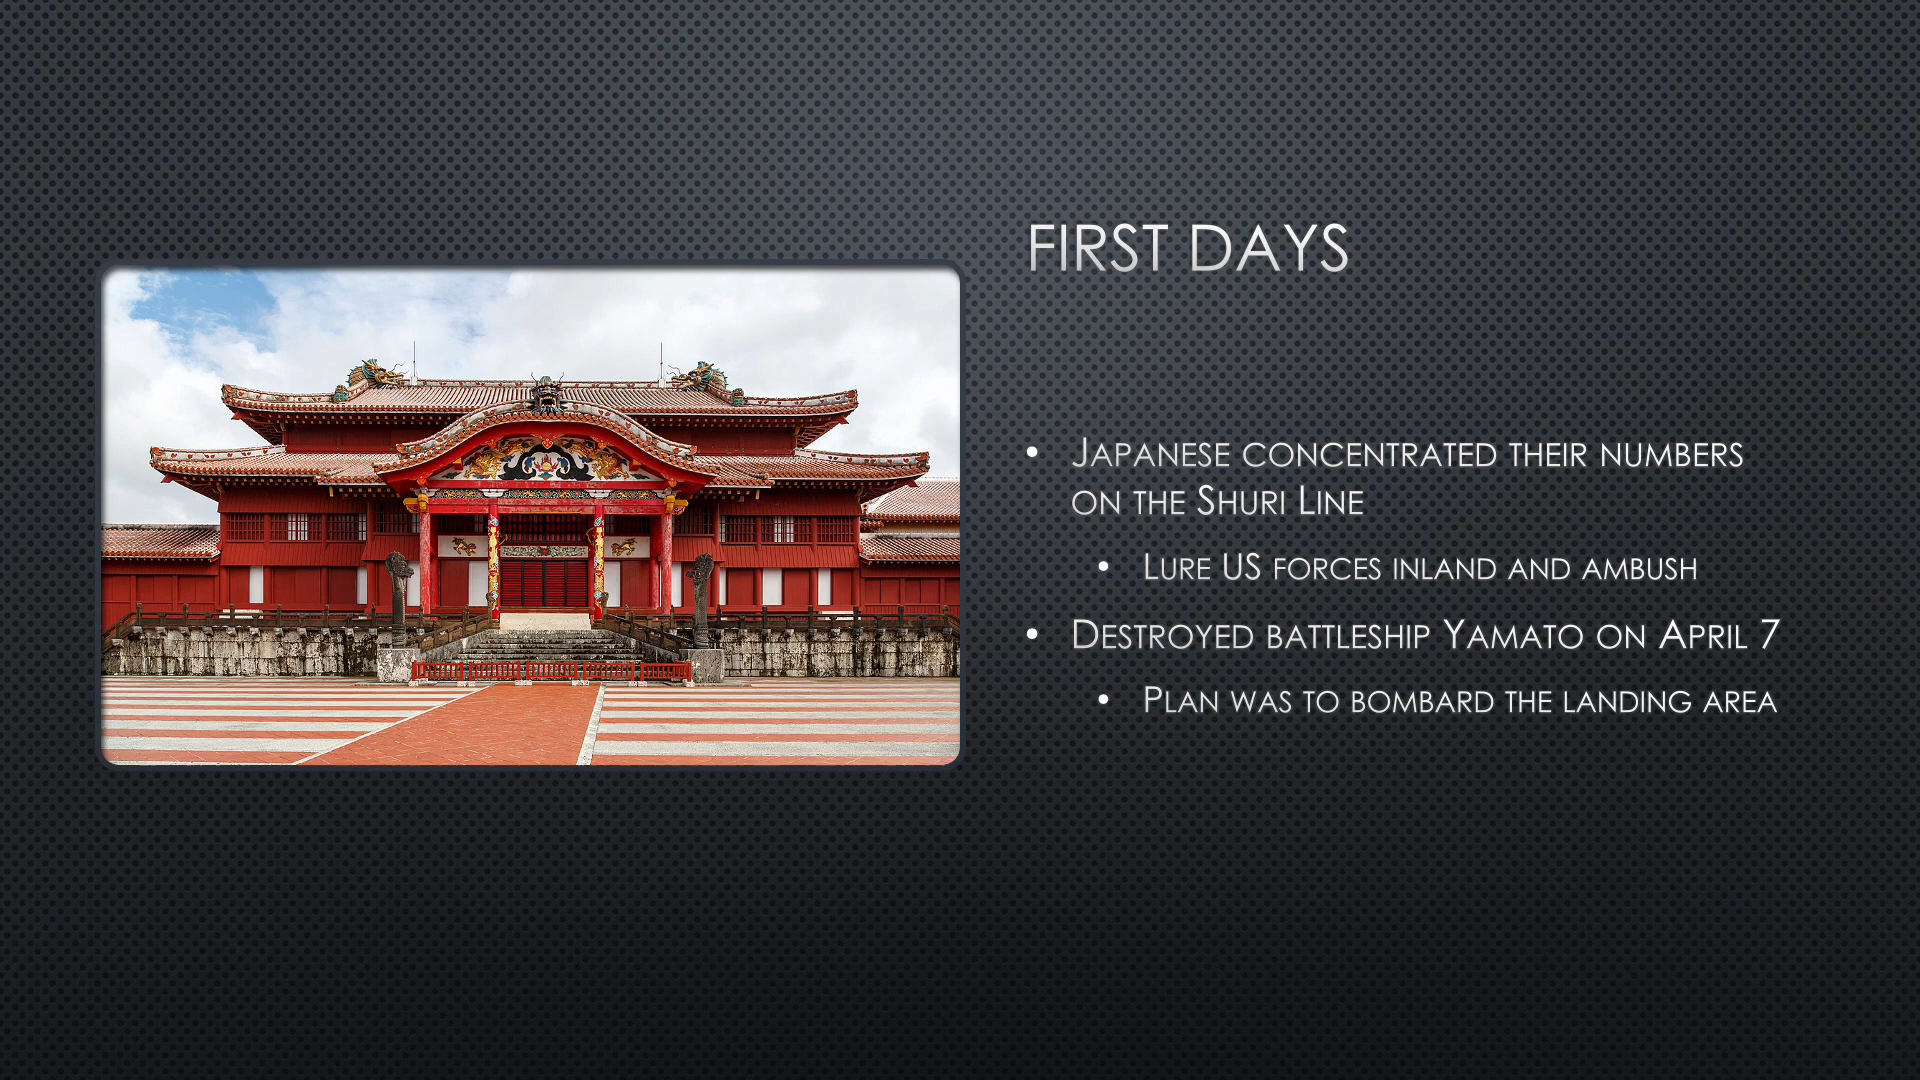 FIRST DAYS
• JAPANESE CONCENTRATED THEIR NUMBERS
ON THE SHURI LINE
• LURE US FORCES INLAND AND AMBUSH
• DESTROYED BATTLESHIP YAMATO ON APRIL 7
• PLAN WAS TO BOMBARD THE LANDING AREA